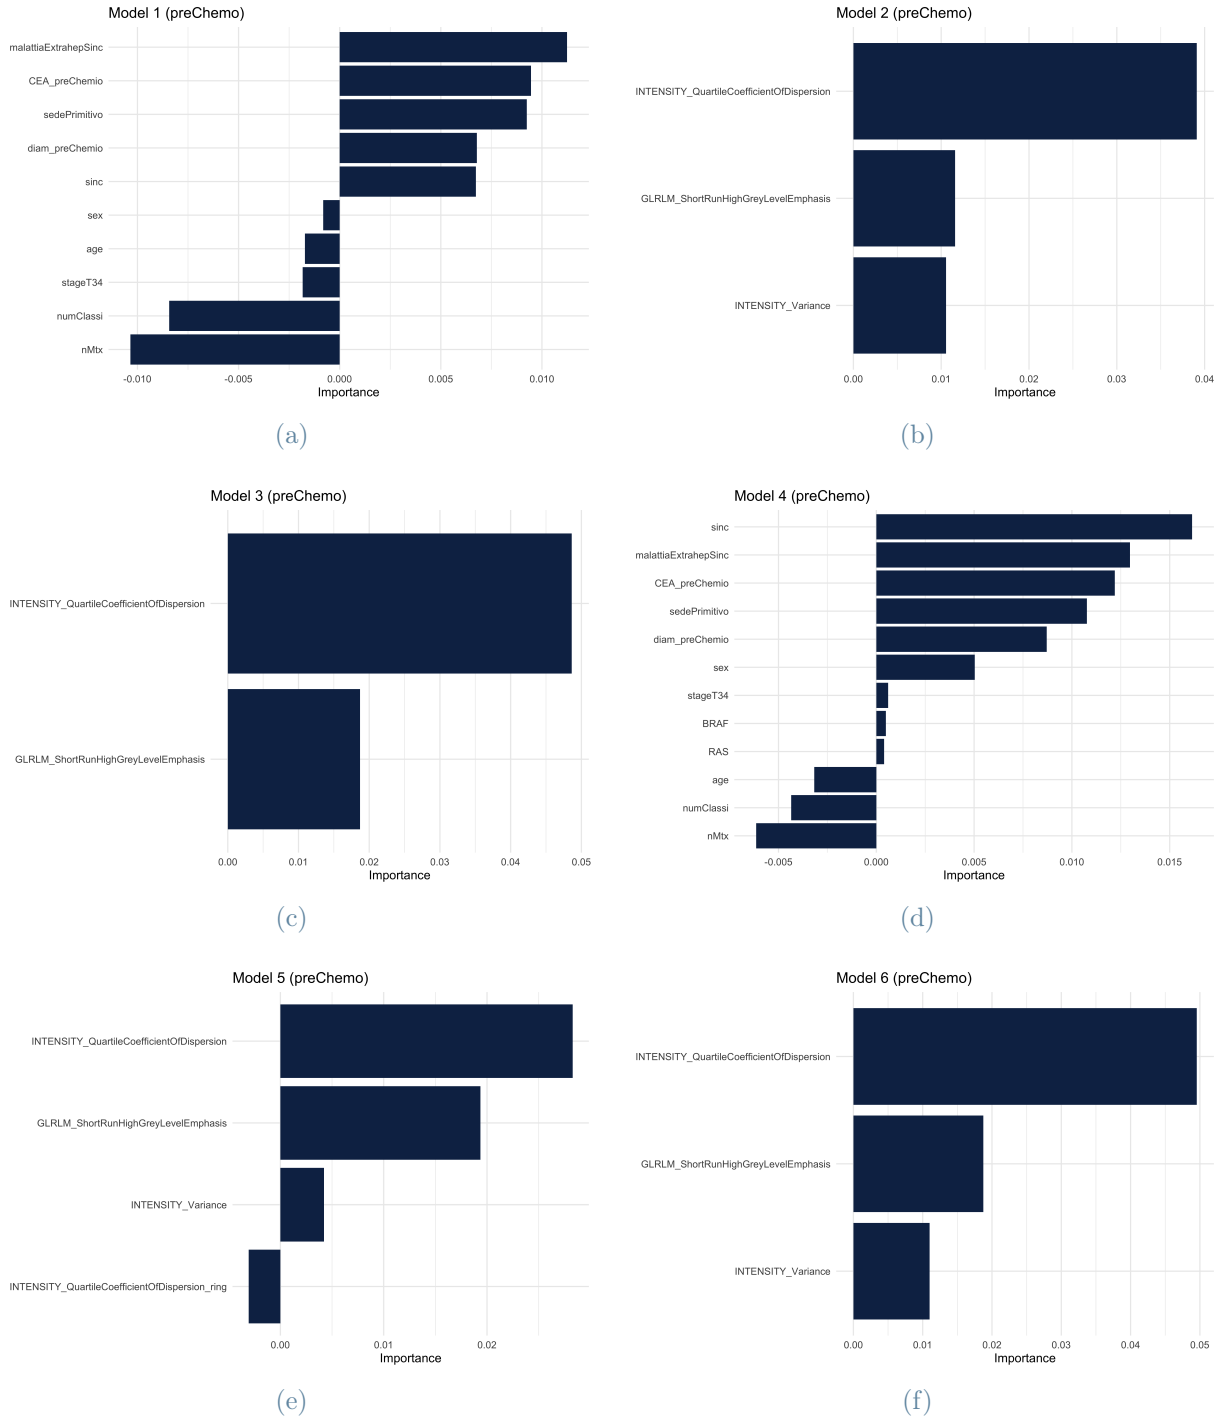 Model 1 (preChemo)
malattiaExtrahepSinc
CEA_preChemio
sedePrimitivo
diam_preChemio
sinc
sex
age
stageT34
numClassi
nMtx
-0.010 -0.005 0.000 0.005 0.010
Importance
(a)
Model 2 (preChemo)
INTENSITY_QuartileCoefficientOfDispersion
GLRLM_ShortRunHighGreyLevelEmphasis
INTENSITY_Variance
0.00 0.01 0.02 0.03 0.04
Importance
(b)
Model 3 (preChemo)
INTENSITY_QuartileCoefficientOfDispersion
GLRLM_ShortRunHighGreyLevelEmphasis
0.00 0.01 0.02 0.03 0.04 0.05
Importance
(c)
Model 4 (preChemo)
sinc
malattiaExtrahepSinc
CEA_preChemio
sedePrimitivo
diam_preChemio
sex
stageT34
BRAF
RAS
age
numClassi
nMtx
-0.005 0.000 0.005 0.010 0.015
Importance
(d)
Model 5 (preChemo)
INTENSITY_QuartileCoefficientOfDispersion
GLRLM_ShortRunHighGreyLevelEmphasis
INTENSITY_Variance
INTENSITY_QuartileCoefficientOfDispersion_ring
0.00 0.01 0.02
Importance
(e)
Model 6 (preChemo)
INTENSITY_QuartileCoefficientOfDispersion
GLRLM_ShortRunHighGreyLevelEmphasis
INTENSITY_Variance
0.00 0.01 0.02 0.03 0.04 0.05
Importance
(f)